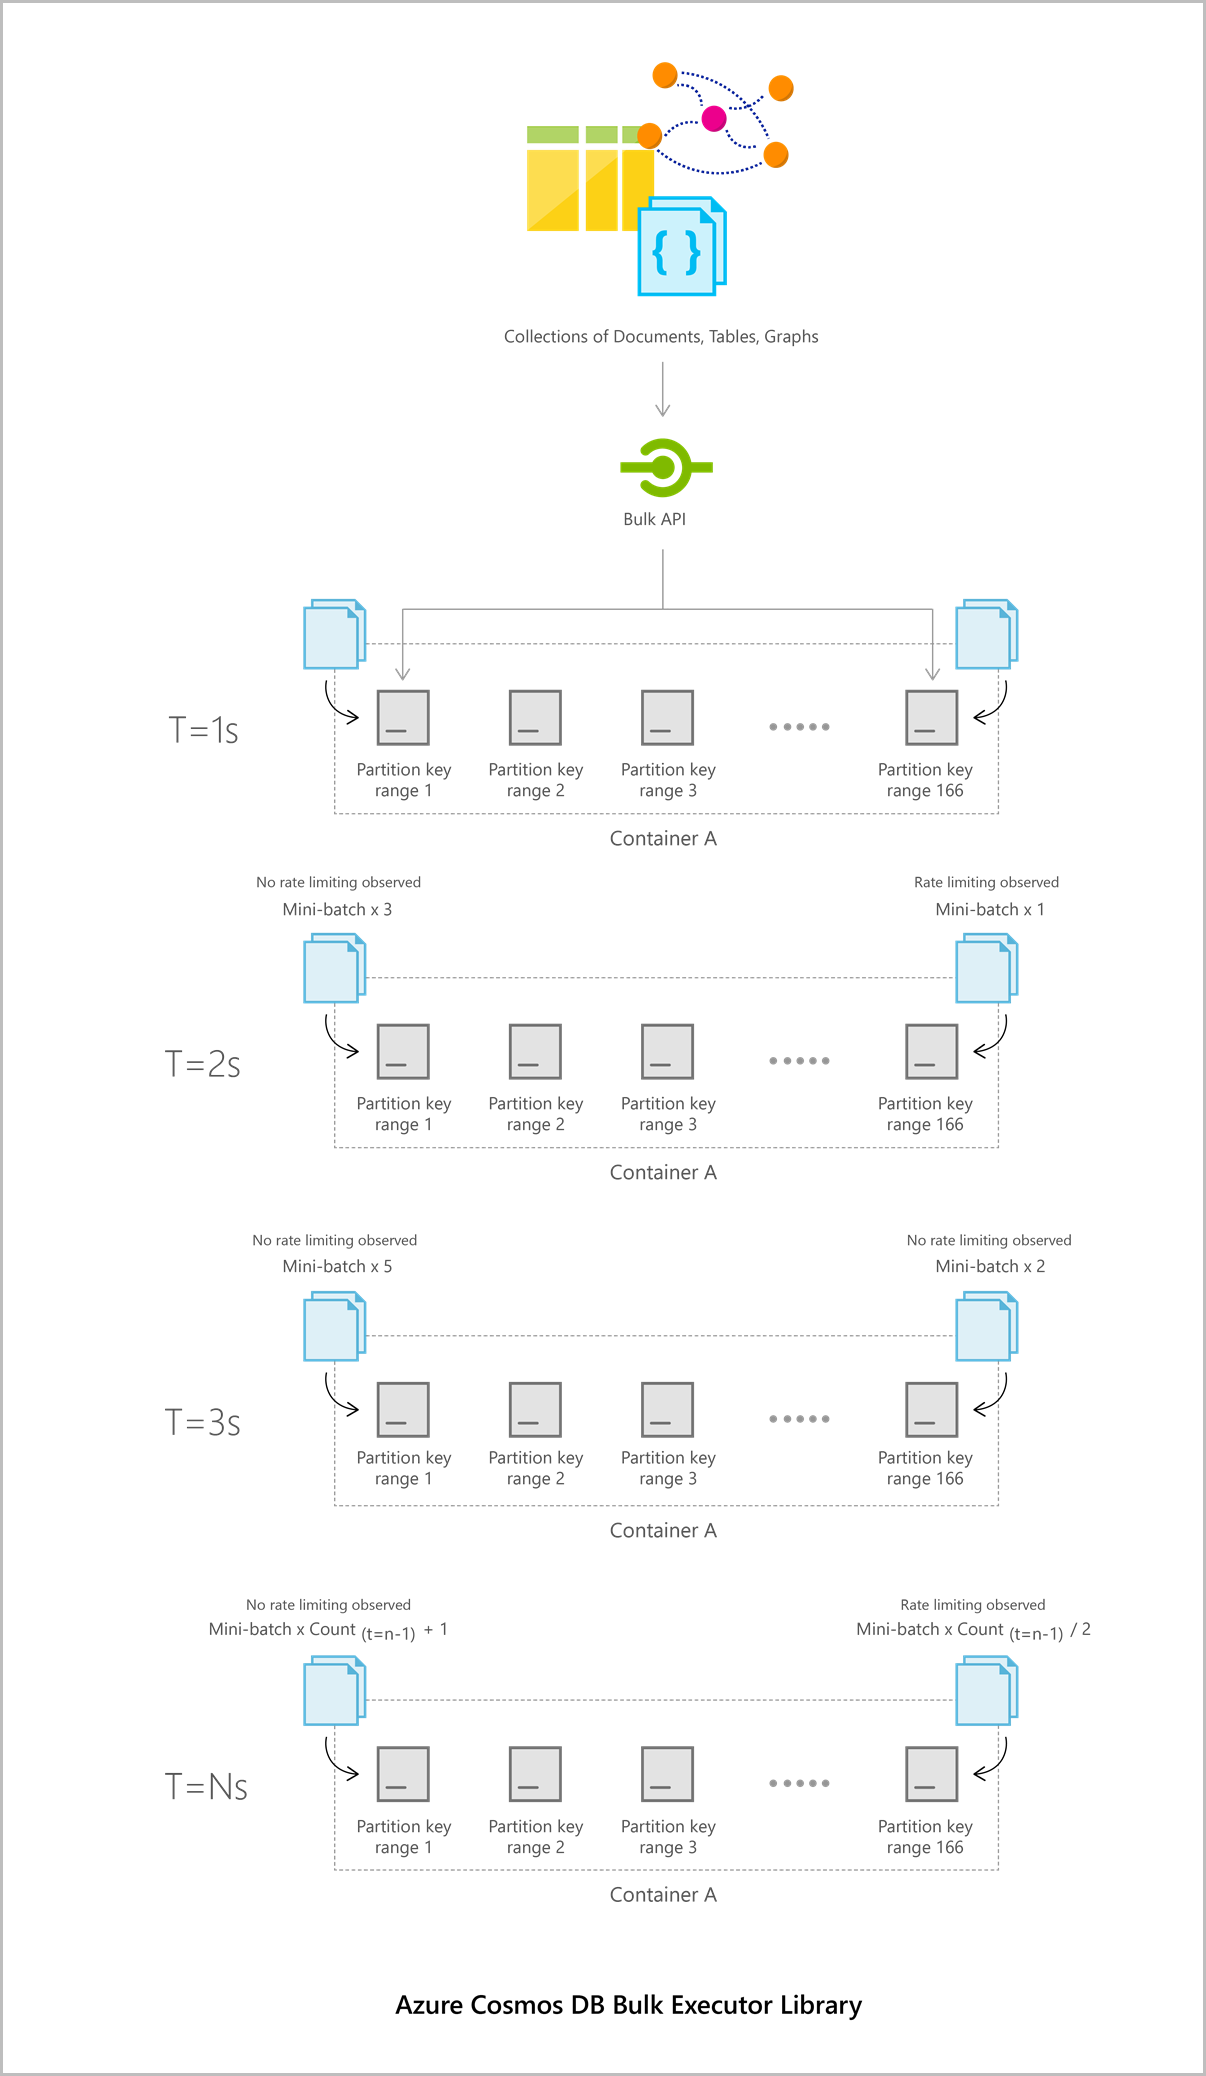 { }
Collections of Documents, Tables, Graphs
Bulk API
T=1s
Partition key
range 1
Partition key
range 2
Partition key
range 3
Partition key
range 166
Container A
No rate limiting observed
Mini-batch x 3
Rate limiting observed
Mini-batch x 1
T=2s
Partition key
range 1
Partition key
range 2
Partition key
range 3
Partition key
range 166
Container A
No rate limiting observed
Mini-batch x 5
No rate limiting observed
Mini-batch x 2
T=3s
Partition key
range 1
Partition key
range 2
Partition key
range 3
Partition key
range 166
Container A
No rate limiting observed
Mini-batch x Count (t=n-1) + 1
Rate limiting observed
Mini-batch x Count (t=n-1) / 2
T=Ns
Partition key
range 1
Partition key
range 2
Partition key
range 3
Partition key
range 166
Container A
Azure Cosmos DB Bulk Executor Library